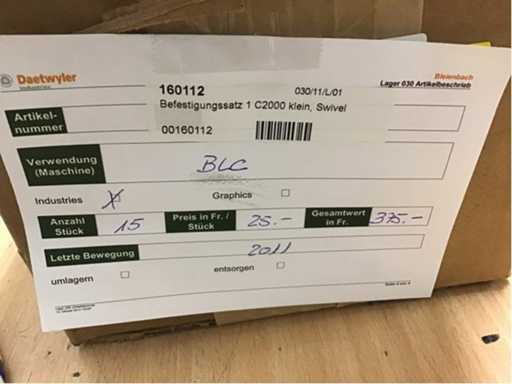 Daetwyler
Industries
Bleienbach
Lager 030 Artikelbeschrieb
160112 030/11/L/01
Befestigungssatz 1 C2000 klein, Swivel
00160112
Artikel-
nummer
Verwendung
(Maschine)
BLC
Industries X Graphics
Anzahl
Stück
15
Preis in Fr. /
Stück
25.-
Gesamtwert
in Fr.
375.-
Letzte Bewegung 2011
umlagern entsorgen